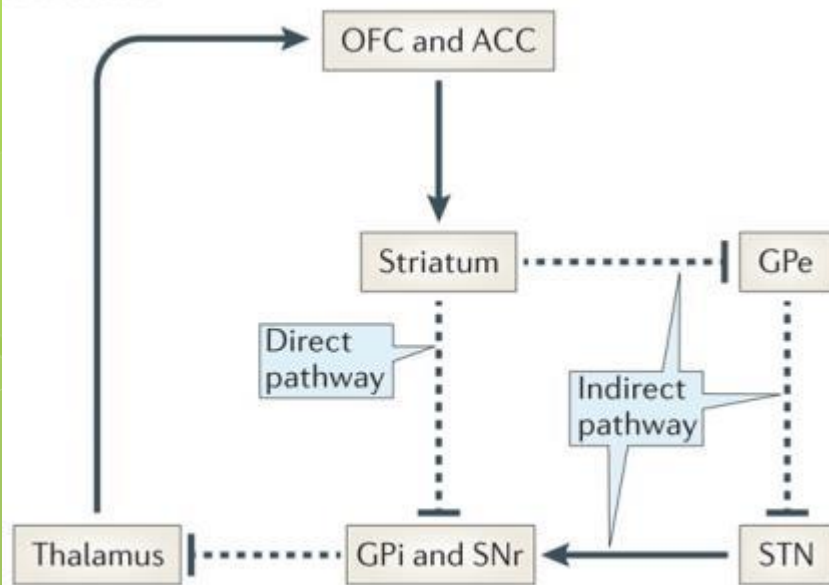 OFC and ACC
Striatum
GPe
Direct
pathway
Indirect
pathway
Thalamus
GPi and SNr
STN